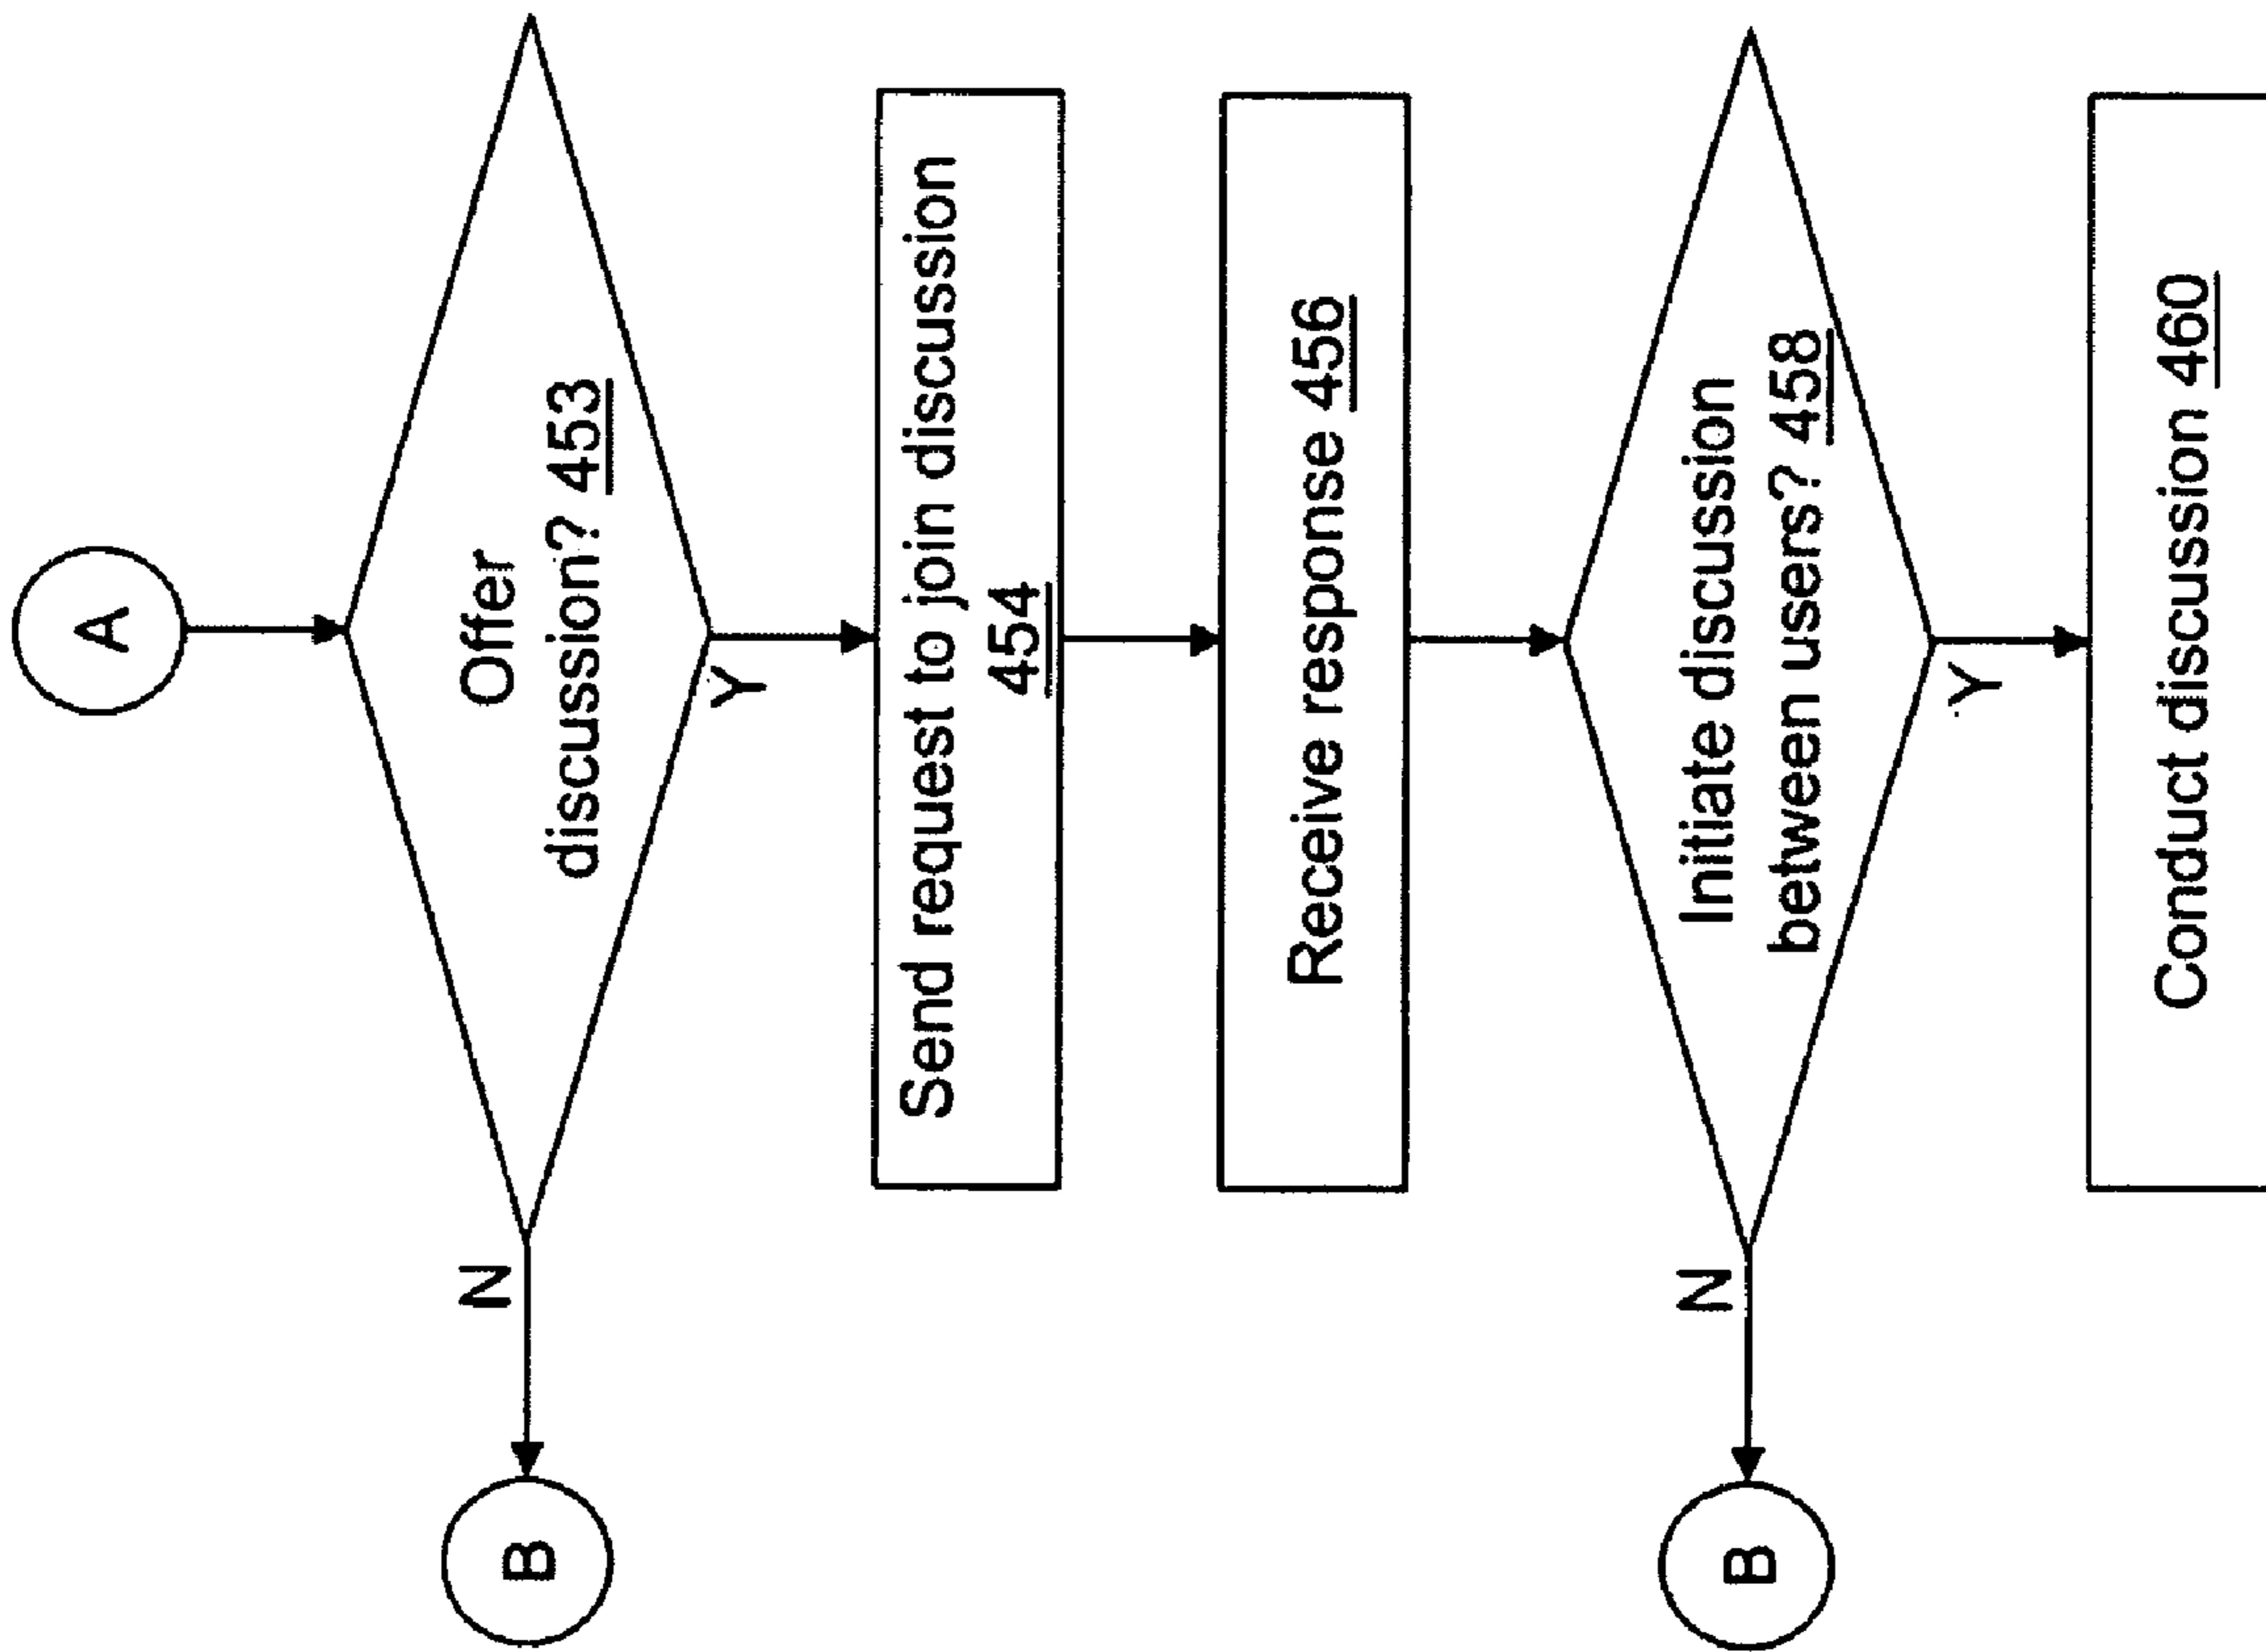 A
Offer
discussion? 453
N
B
Y
Send request to join discussion
454
Receive response 456
Initiate discussion
between users? 458
N
B
Y
Conduct discussion 460